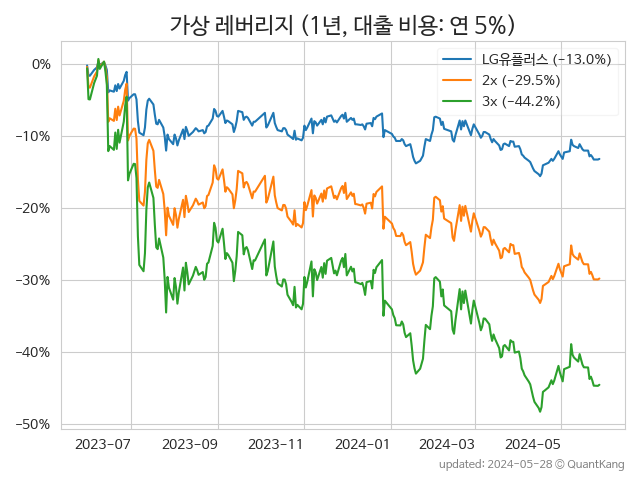 가상 레버리지 (1년, 대출 비용: 연 5%)
LG유플러스 (−13.0%)
2x (−29.5%)
3x (−44.2%)
0%
−10%
−20%
−30%
−40%
−50%
2023-07 2023-09 2023-11 2024-01 2024-03 2024-05
updated: 2024-05-28 © QuantKang